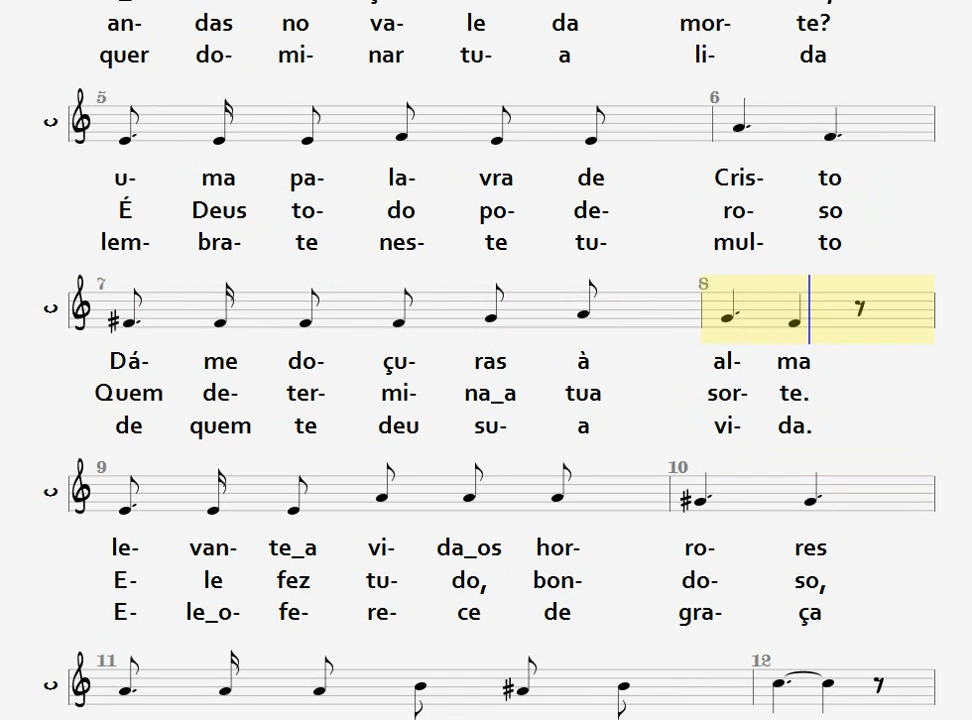 an- das no va- le da mor- te?
quer do- mi- nar tu- a li- da
5 6
u- ma pa- la- vra de Cris- to
É Deus to- do po- de- ro- so
lem- bra- te nes- te tu- mul- to
7 8
Dá- me do- çu- ras à al- ma
Quem de- ter- mi- na_a tua sor- te.
de quem te deu su- a vi- da.
9 10
le- van- te_a vi- da_os hor- ro- res
E- le fez tu- do, bon- do- so,
E- le_o- fe- re- ce de gra- ça
11 12